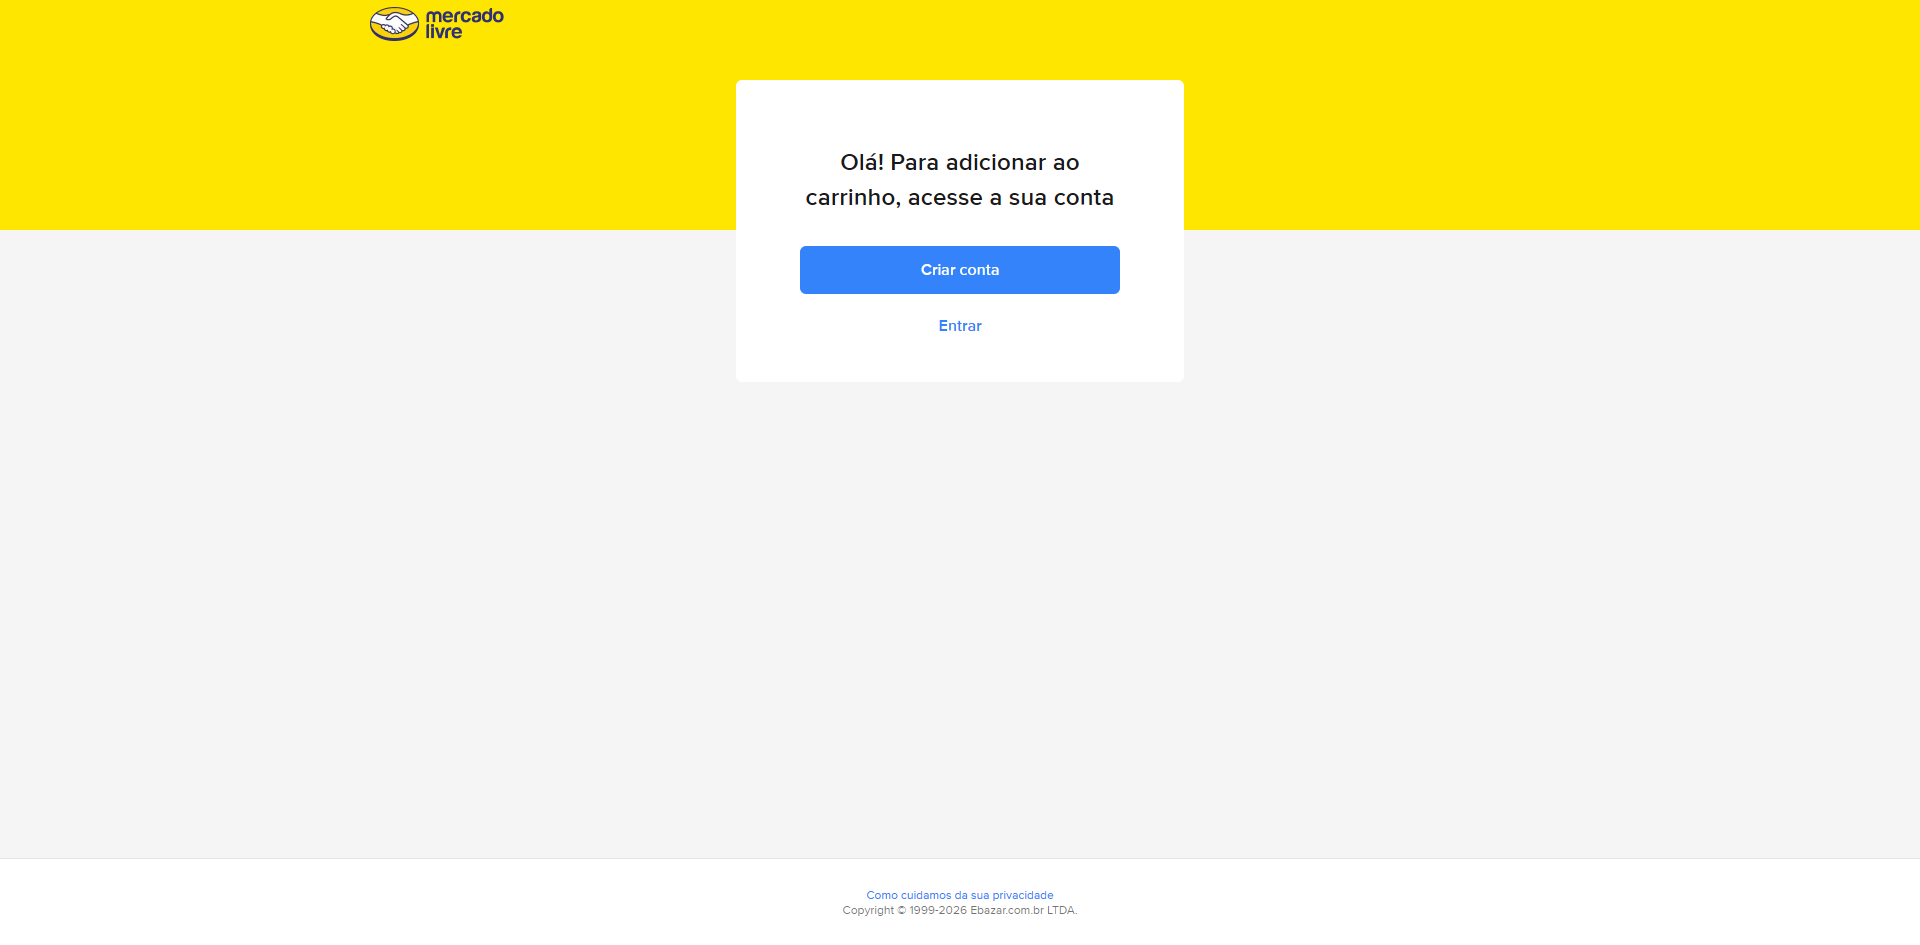 mercado
livre
Olá! Para adicionar ao
carrinho, acesse a sua conta
Criar conta
Entrar
Como cuidamos da sua privacidade
Copyright © 1999-2026 Ebazar.com.br LTDA.